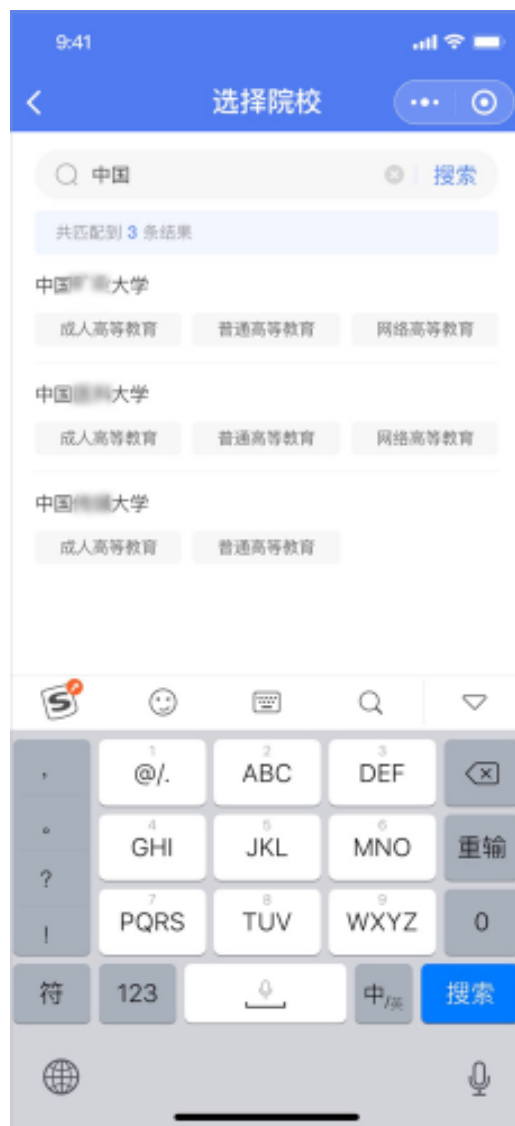 9:41
选择院校
中国 搜索
共匹配到 3 条结果
中国 大学
成人高等教育 普通高等教育 网络高等教育
中国 大学
成人高等教育 普通高等教育 网络高等教育
中国 大学
成人高等教育 普通高等教育
S
, 1 @/. 2 ABC 3 DEF
。 4 GHI 5 JKL 6 MNO 重输
?
! 7 PQRS 8 TUV 9 WXYZ 0
符 123 中/英 搜索